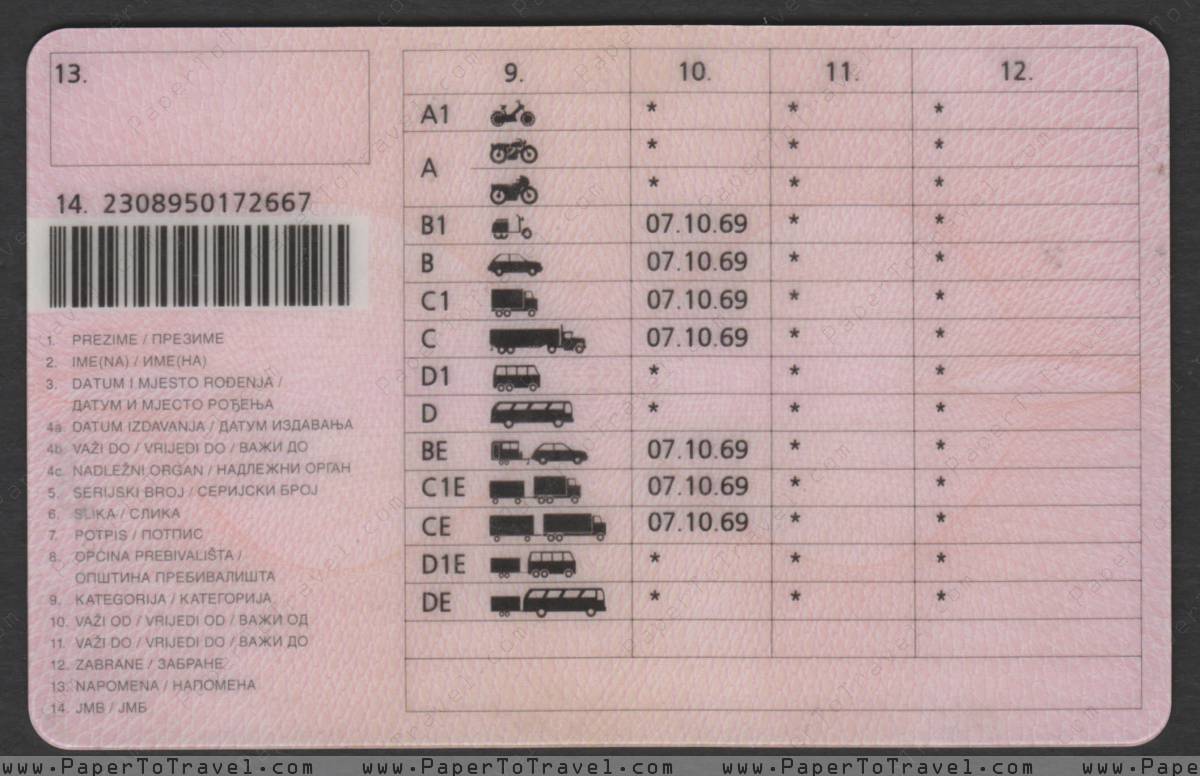 13.
14. 2308950172667
1. PREZIME / ПРЕЗИМЕ
2. IME(NA) / ИМЕ(НА)
3. DATUM I MJESTO ROĐENJA /
ДАТУМ И МЈЕСТО РОЂЕЊА
4a. DATUM IZDAVANJA / ДАТУМ ИЗДАВАЊА
4b. VAŽI DO / VRIJEDI DO / ВАЖИ ДО
4c. NADLEŽNI ORGAN / НАДЛЕЖНИ ОРГАН
5. SERIJSKI BROJ / СЕРИЈСКИ БРОЈ
6. SLIKA / СЛИКА
7. POTPIS / ПОТПИС
8. OPĆINA PREBIVALIŠTA /
ОПШТИНА ПРЕБИВАЛИШТА
9. KATEGORIJA / КАТЕГОРИЈА
10. VAŽI OD / VRIJEDI OD / ВАЖИ ОД
11. VAŽI DO / VRIJEDI DO / ВАЖИ ДО
12. ZABRANE / ЗАБРАНЕ
13. NAPOMENA / НАПОМЕНА
14. JMB / ЈМБ
9. 10. 11. 12.
A1 * * *
A * * *
* * *
B1 07.10.69 * *
B 07.10.69 * *
C1 07.10.69 * *
C 07.10.69 * *
D1 * * *
D * * *
BE 07.10.69 * *
C1E 07.10.69 * *
CE 07.10.69 * *
D1E * * *
DE * * *
www.PaperToTravel.com www.PaperToTravel.com www.PaperToTravel.com www.PaperToTravel